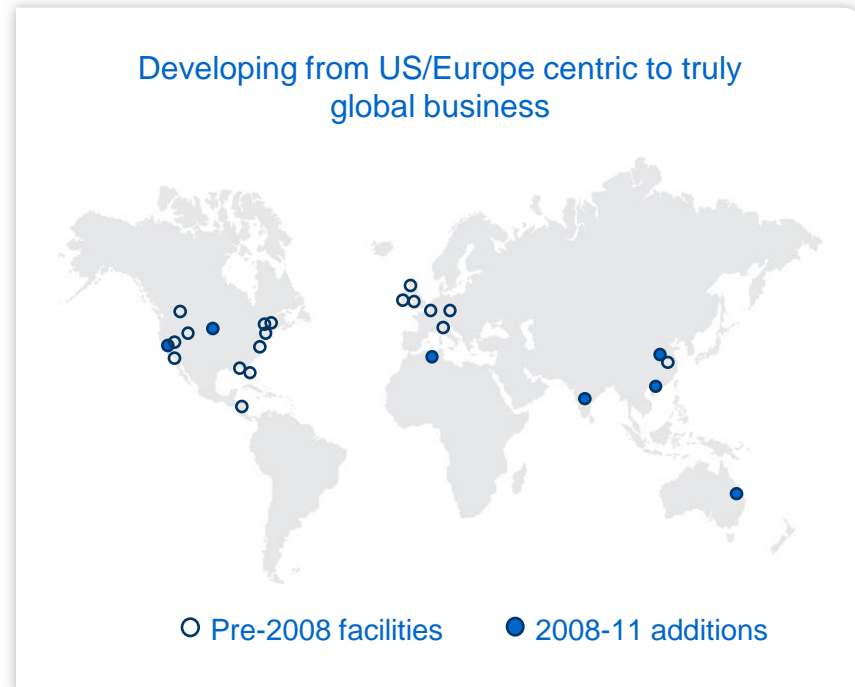 Developing from US/Europe centric to truly
global business
Pre-2008 facilities
2008-11 additions